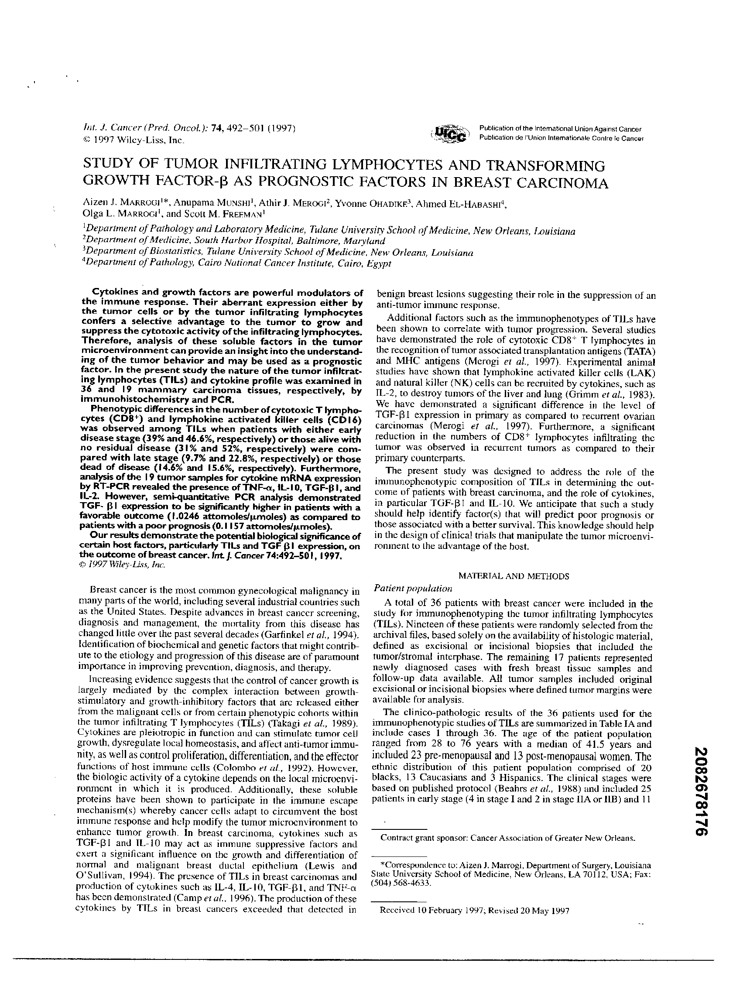 Int. J. Cancer (Pred. Oncol.): 74, 492–501 (1997)
© 1997 Wiley-Liss, Inc.
UICC
Publication of the International Union Against Cancer
Publication de l'Union Internationale Contre le Cancer
STUDY OF TUMOR INFILTRATING LYMPHOCYTES AND TRANSFORMING
GROWTH FACTOR-β AS PROGNOSTIC FACTORS IN BREAST CARCINOMA
Aizen J. MARROGI¹*, Anupama MUNSHI¹, Athir J. MEROGI², Yvonne OHADIKE³, Ahmed EL-HABASHI⁴,
Olga L. MARROGI¹, and Scott M. FREEMAN¹
¹Department of Pathology and Laboratory Medicine, Tulane University School of Medicine, New Orleans, Louisiana
²Department of Medicine, South Harbor Hospital, Baltimore, Maryland
³Department of Biostatistics, Tulane University School of Medicine, New Orleans, Louisiana
⁴Department of Pathology, Cairo National Cancer Institute, Cairo, Egypt
Cytokines and growth factors are powerful modulators of
the immune response. Their aberrant expression either by
the tumor cells or by the tumor infiltrating lymphocytes
confers a selective advantage to the tumor to grow and
suppress the cytotoxic activity of the infiltrating lymphocytes.
Therefore, analysis of these soluble factors in the tumor
microenvironment can provide an insight into the understand-
ing of the tumor behavior and may be used as a prognostic
factor. In the present study the nature of the tumor infiltrat-
ing lymphocytes (TILs) and cytokine profile was examined in
36 and 19 mammary carcinoma tissues, respectively, by
immunohistochemistry and PCR.
Phenotypic differences in the number of cytotoxic T lympho-
cytes (CD8⁺) and lymphokine activated killer cells (CD16)
was observed among TILs when patients with either early
disease stage (39% and 46.6%, respectively) or those alive with
no residual disease (31% and 52%, respectively) were com-
pared with late stage (9.7% and 22.8%, respectively) or those
dead of disease (14.6% and 15.6%, respectively). Furthermore,
analysis of the 19 tumor samples for cytokine mRNA expression
by RT-PCR revealed the presence of TNF-α, IL-10, TGF-β1, and
IL-2. However, semi-quantitative PCR analysis demonstrated
TGF- β1 expression to be significantly higher in patients with a
favorable outcome (1.0246 attomoles/μmoles) as compared to
patients with a poor prognosis (0.1157 attomoles/μmoles).
Our results demonstrate the potential biological significance of
certain host factors, particularly TILs and TGF β1 expression, on
the outcome of breast cancer. Int. J. Cancer 74:492–501, 1997.
© 1997 Wiley-Liss, Inc.
Breast cancer is the most common gynecological malignancy in
many parts of the world, including several industrial countries such
as the United States. Despite advances in breast cancer screening,
diagnosis and management, the mortality from this disease has
changed little over the past several decades (Garfinkel et al., 1994).
Identification of biochemical and genetic factors that might contrib-
ute to the etiology and progression of this disease are of paramount
importance in improving prevention, diagnosis, and therapy.
Increasing evidence suggests that the control of cancer growth is
largely mediated by the complex interaction between growth-
stimulatory and growth-inhibitory factors that are released either
from the malignant cells or from certain phenotypic cohorts within
the tumor infiltrating T lymphocytes (TILs) (Takagi et al., 1989).
Cytokines are pleiotropic in function and can stimulate tumor cell
growth, dysregulate local homeostasis, and affect anti-tumor immu-
nity, as well as control proliferation, differentiation, and the effector
functions of host immune cells (Colombo et al., 1992). However,
the biologic activity of a cytokine depends on the local microenvi-
ronment in which it is produced. Additionally, these soluble
proteins have been shown to participate in the immune escape
mechanism(s) whereby cancer cells adapt to circumvent the host
immune response and help modify the tumor microenvironment to
enhance tumor growth. In breast carcinoma, cytokines such as
TGF-β1 and IL-10 may act as immune suppressive factors and
exert a significant influence on the growth and differentiation of
normal and malignant breast ductal epithelium (Lewis and
O'Sullivan, 1994). The presence of TILs in breast carcinomas and
production of cytokines such as IL-4, IL-10, TGF-β1, and TNF-α
has been demonstrated (Camp et al., 1996). The production of these
cytokines by TILs in breast cancers exceeded that detected in
benign breast lesions suggesting their role in the suppression of an
anti-tumor immune response.
Additional factors such as the immunophenotypes of TILs have
been shown to correlate with tumor progression. Several studies
have demonstrated the role of cytotoxic CD8⁺ T lymphocytes in
the recognition of tumor associated transplantation antigens (TATA)
and MHC antigens (Merogi et al., 1997). Experimental animal
studies have shown that lymphokine activated killer cells (LAK)
and natural killer (NK) cells can be recruited by cytokines, such as
IL-2, to destroy tumors of the liver and lung (Grimm et al., 1983).
We have demonstrated a significant difference in the level of
TGF-β1 expression in primary as compared to recurrent ovarian
carcinomas (Merogi et al., 1997). Furthermore, a significant
reduction in the numbers of CD8⁺ lymphocytes infiltrating the
tumor was observed in recurrent tumors as compared to their
primary counterparts.
The present study was designed to address the role of the
immunophenotypic composition of TILs in determining the out-
come of patients with breast carcinoma, and the role of cytokines,
in particular TGF-β1 and IL-10. We anticipate that such a study
should help identify factor(s) that will predict poor prognosis or
those associated with a better survival. This knowledge should help
in the design of clinical trials that manipulate the tumor microenvi-
ronment to the advantage of the host.
MATERIAL AND METHODS
Patient population
A total of 36 patients with breast cancer were included in the
study for immunophenotyping the tumor infiltrating lymphocytes
(TILs). Nineteen of these patients were randomly selected from the
archival files, based solely on the availability of histologic material,
defined as excisional or incisional biopsies that included the
tumor/stromal interphase. The remaining 17 patients represented
newly diagnosed cases with fresh breast tissue samples and
follow-up data available. All tumor samples included original
excisional or incisional biopsies where defined tumor margins were
available for analysis.
The clinico-pathologic results of the 36 patients used for the
immunophenotypic studies of TILs are summarized in Table IA and
include cases 1 through 36. The age of the patient population
ranged from 28 to 76 years with a median of 41.5 years and
included 23 pre-menopausal and 13 post-menopausal women. The
ethnic distribution of this patient population comprised of 20
blacks, 13 Caucasians and 3 Hispanics. The clinical stages were
based on published protocol (Beahrs et al., 1988) and included 25
patients in early stage (4 in stage I and 2 in stage IIA or IIB) and 11
Contract grant sponsor: Cancer Association of Greater New Orleans.
*Correspondence to: Aizen J. Marrogi, Department of Surgery, Louisiana
State University School of Medicine, New Orleans, LA 70112, USA; Fax:
(504) 568-4633.
Received 10 February 1997; Revised 20 May 1997
2082678176